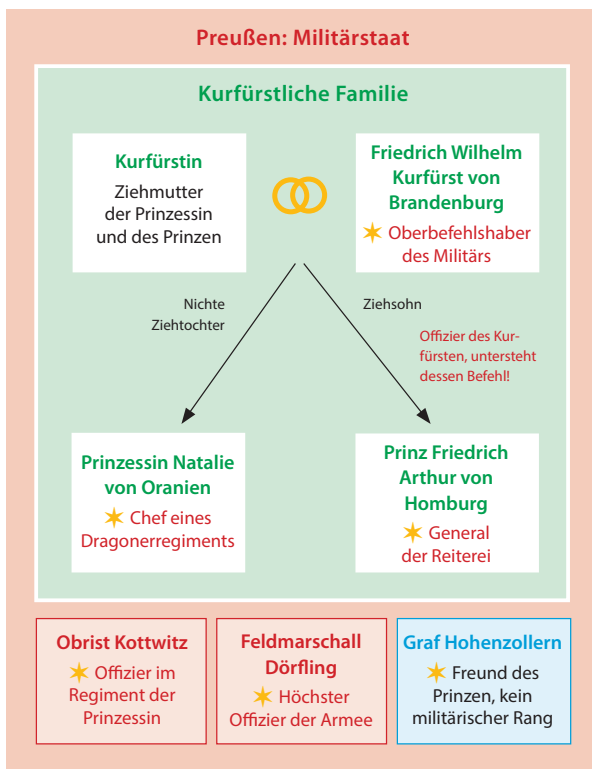 Preußen: Militärstaat
Kurfürstliche Familie
Kurfürstin
Ziehmutter
der Prinzessin
und des Prinzen
Friedrich Wilhelm
Kurfürst von
Brandenburg
Oberbefehlshaber
des Militärs
Nichte
Ziehtochter
Ziehsohn
Offizier des Kur-
fürsten, untersteht
dessen Befehl!
Prinzessin Natalie
von Oranien
Chef eines
Dragonerregiments
Prinz Friedrich
Arthur von
Homburg
General
der Reiterei
Obrist Kottwitz
Offizier im
Regiment der
Prinzessin
Feldmarschall
Dörfling
Höchster
Offizier der Armee
Graf Hohenzollern
Freund des
Prinzen, kein
militärischer Rang